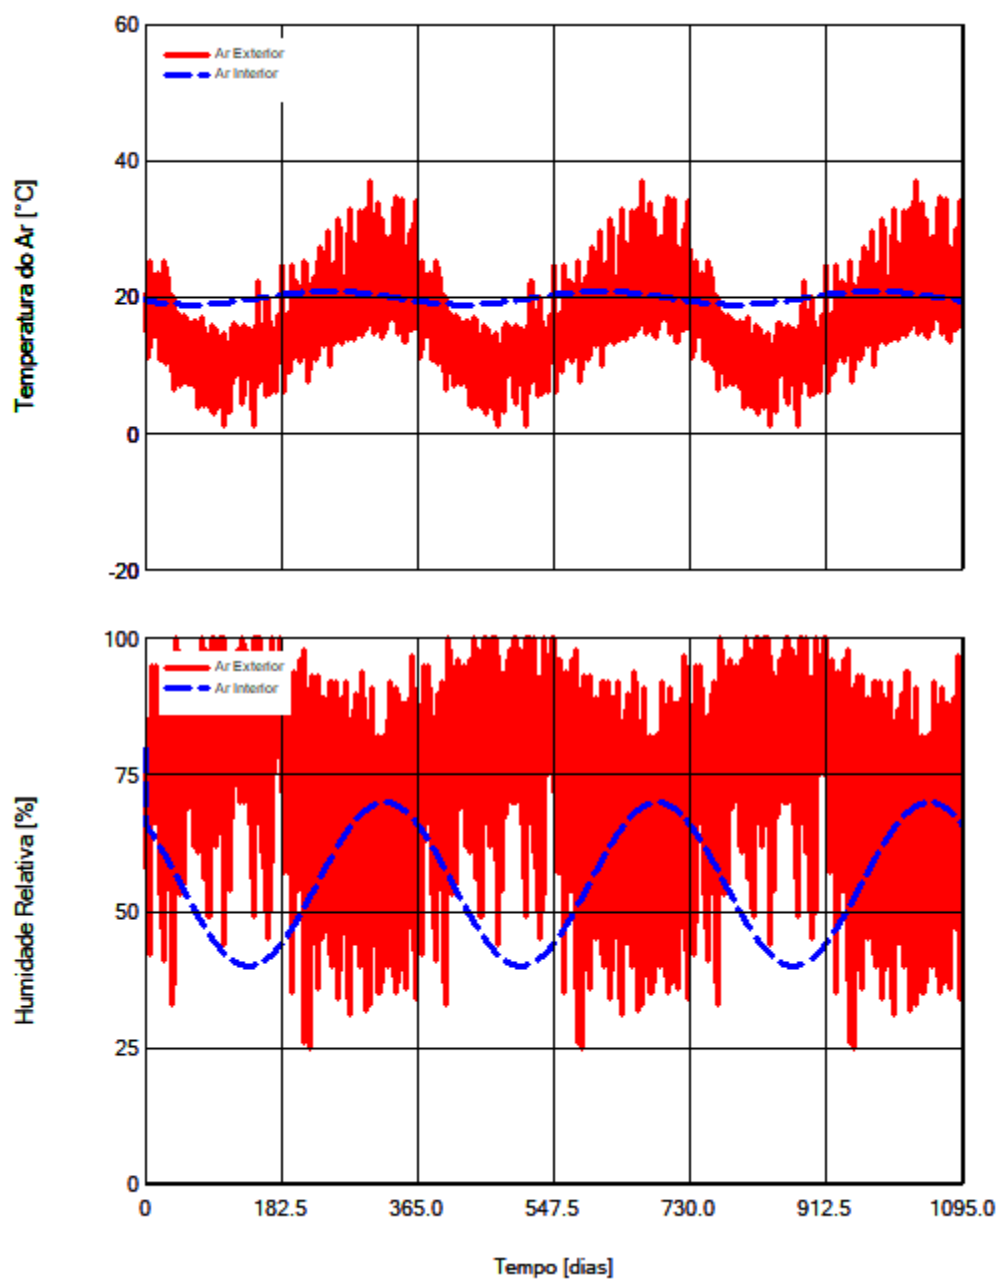 60
Ar Exterior
Ar Interior
40
20
0
-20
Temperatura do Ar [°C]
100
Ar Exterior
Ar Interior
75
50
25
0
Humidade Relativa [%]
0 182.5 365.0 547.5 730.0 912.5 1095.0
Tempo [dias]